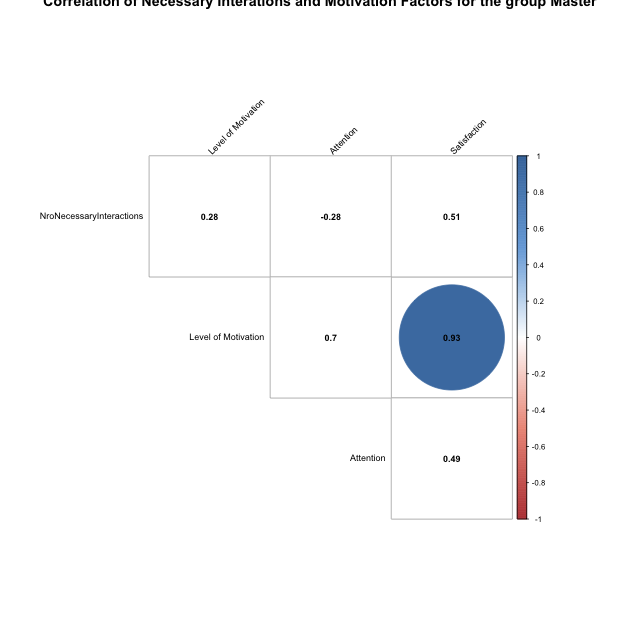 Correlation of Necessary Interations and Motivation Factors for the group Master
Level of Motivation
Attention
Satisfaction
NroNecessaryInteractions
0.28
-0.28
0.51
Level of Motivation
0.7
0.93
Attention
0.49
1
0.8
0.6
0.4
0.2
0
-0.2
-0.4
-0.6
-0.8
-1